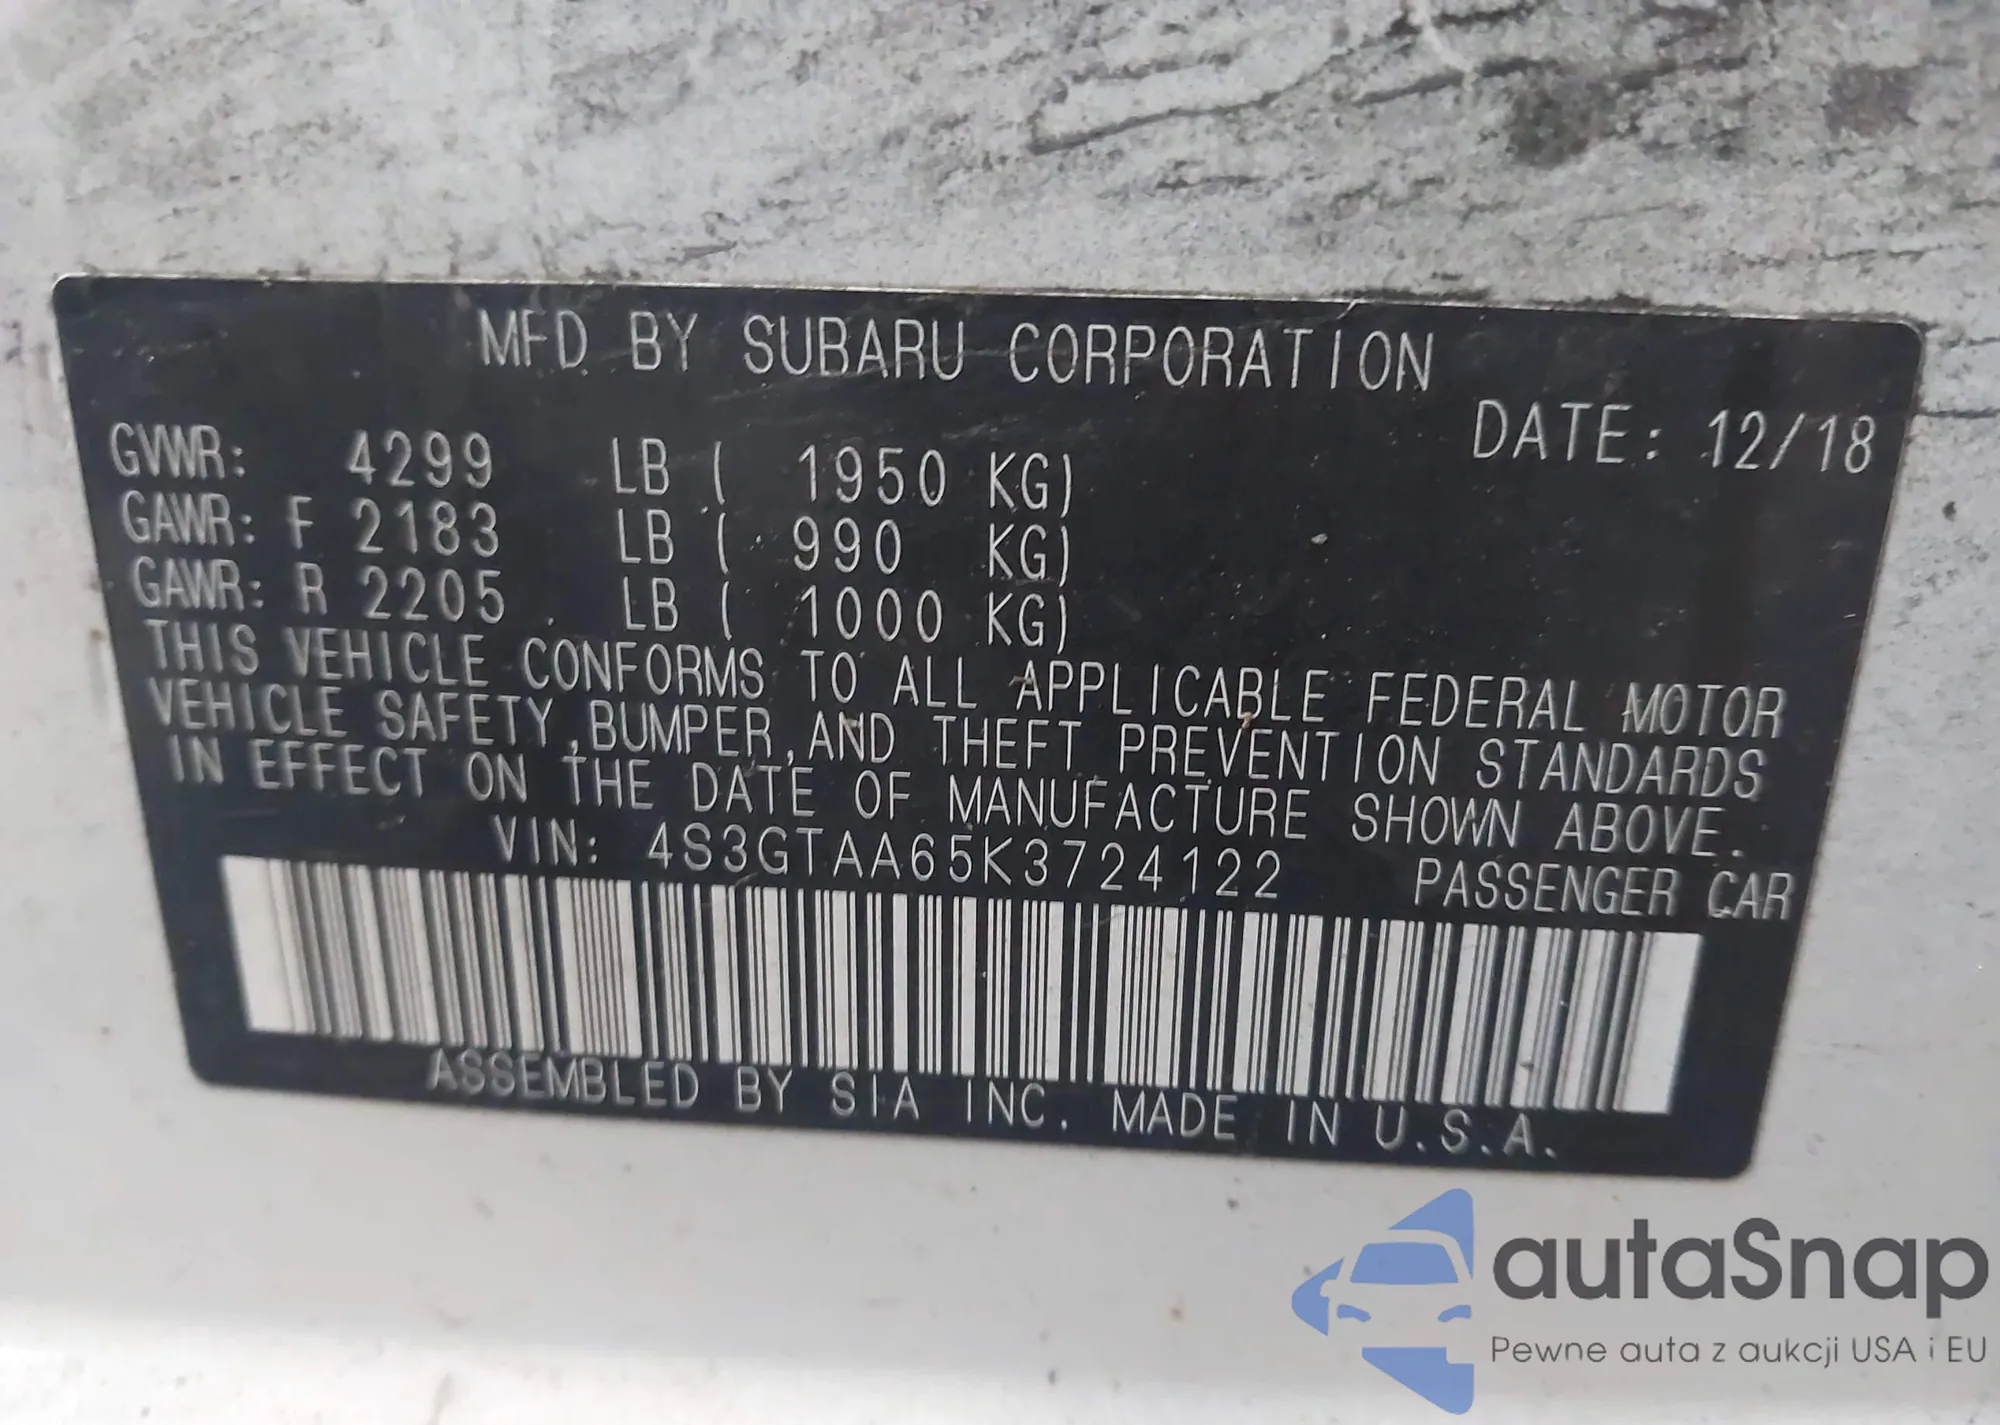 MFD BY SUBARU CORPORATION
DATE: 12/18
GVWR: 4299 LB ( 1950 KG)
GAWR: F 2183 LB ( 990 KG)
GAWR: R 2205 LB ( 1000 KG)
THIS VEHICLE CONFORMS TO ALL APPLICABLE FEDERAL MOTOR
VEHICLE SAFETY,BUMPER,AND THEFT PREVENTION STANDARDS
IN EFFECT ON THE DATE OF MANUFACTURE SHOWN ABOVE.
VIN: 4S3GTAA65K3724122 PASSENGER CAR
ASSEMBLED BY SIA INC. MADE IN U.S.A.
autaSnap
Pewne auta z aukcji USA i EU